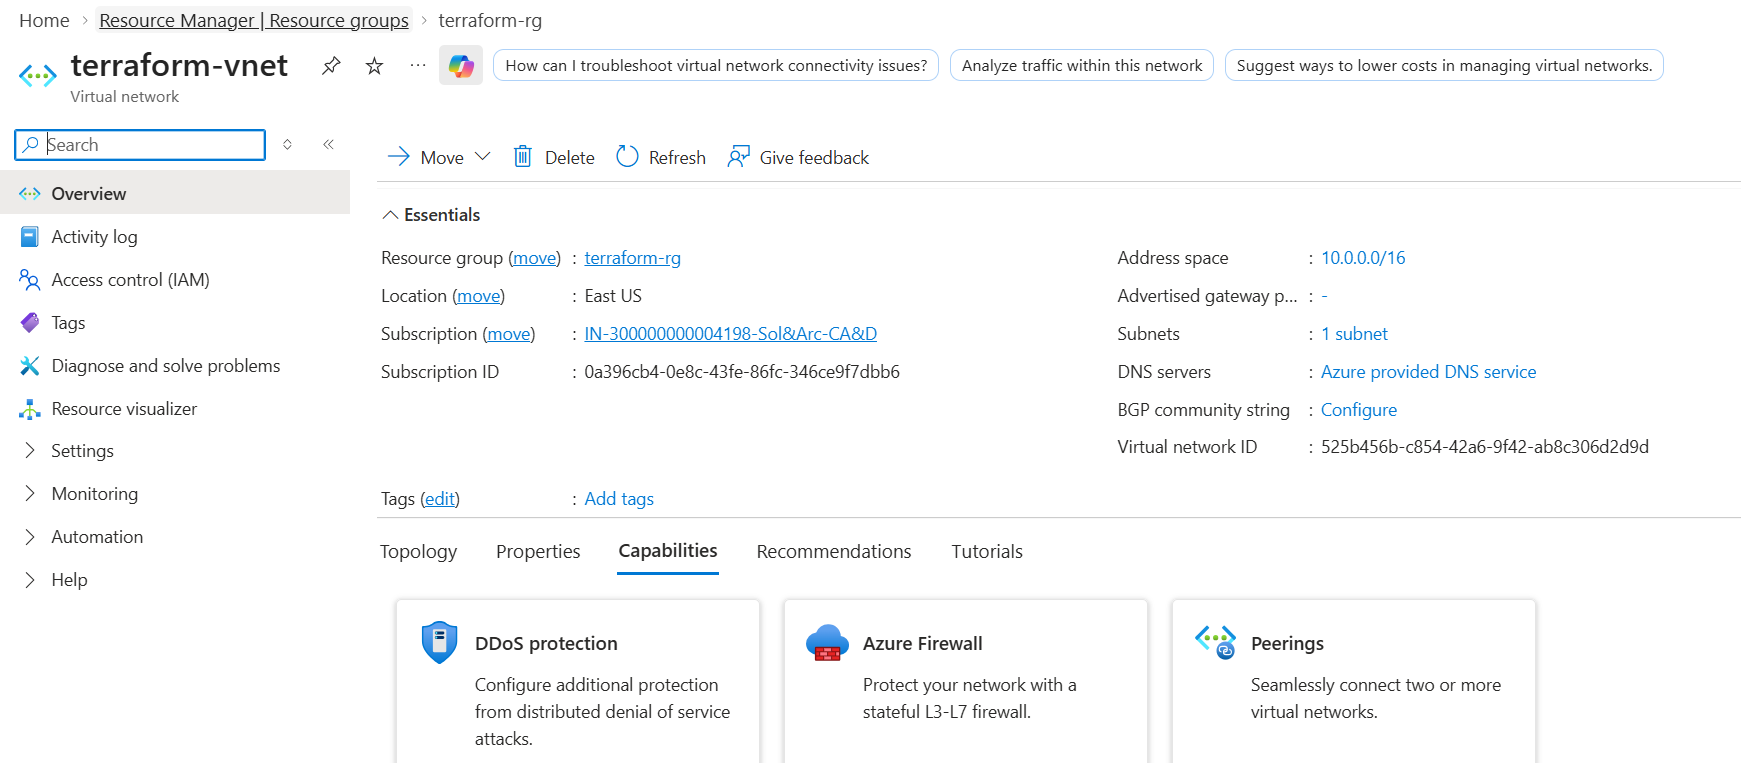 Home > Resource Manager | Resource groups > terraform-rg
terraform-vnet
Virtual network
How can I troubleshoot virtual network connectivity issues?
Analyze traffic within this network
Suggest ways to lower costs in managing virtual networks.
Search
Overview
Activity log
Access control (IAM)
Tags
Diagnose and solve problems
Resource visualizer
Settings
Monitoring
Automation
Help
Move
Delete
Refresh
Give feedback
Essentials
Resource group (move) : terraform-rg
Location (move) : East US
Subscription (move) : IN-300000000004198-Sol&Arc-CA&D
Subscription ID : 0a396cb4-0e8c-43fe-86fc-346ce9f7dbb6
Address space : 10.0.0.0/16
Advertised gateway p... : -
Subnets : 1 subnet
DNS servers : Azure provided DNS service
BGP community string : Configure
Virtual network ID : 525b456b-c854-42a6-9f42-ab8c306d2d9d
Tags (edit) : Add tags
Topology
Properties
Capabilities
Recommendations
Tutorials
DDoS protection
Configure additional protection
from distributed denial of service
attacks.
Azure Firewall
Protect your network with a
stateful L3-L7 firewall.
Peerings
Seamlessly connect two or more
virtual networks.